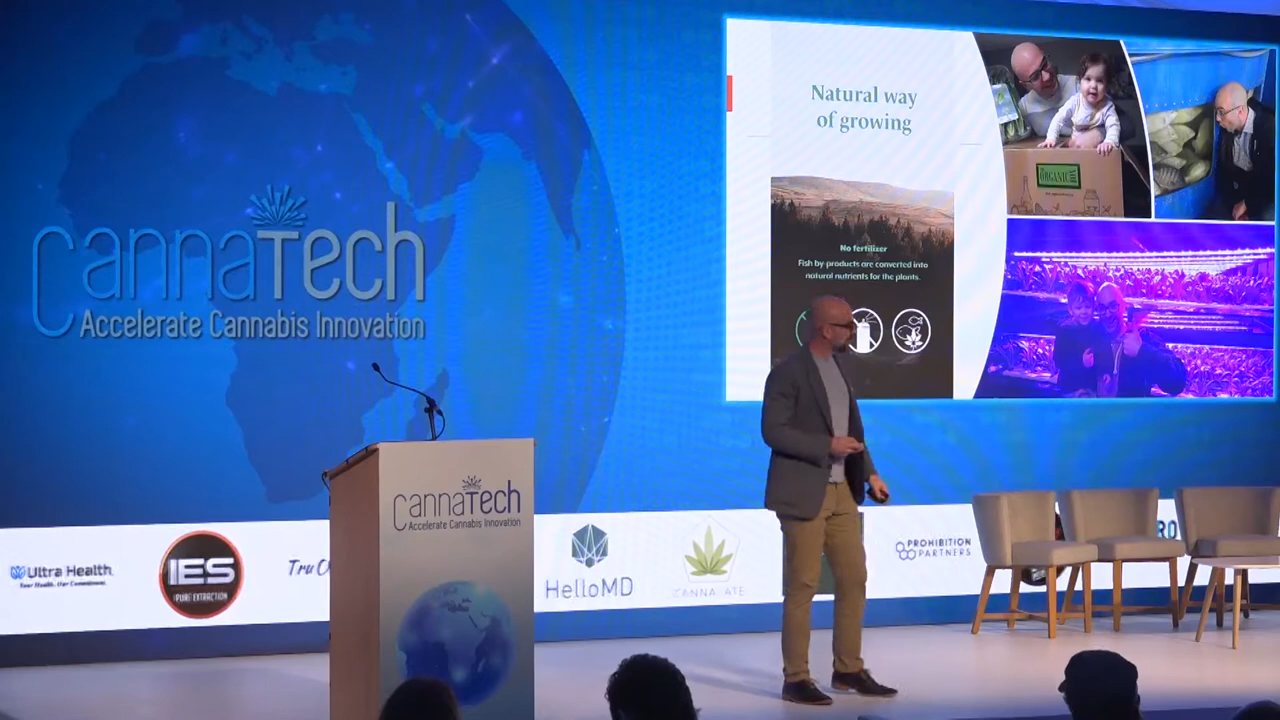 CannaTech
Accelerate Cannabis Innovation
Natural way
of growing
No fertilizer
Fish by-products are converted into
natural nutrients for the plants.
ORGANIC
CannaTech
Accelerate Cannabis Innovation
Ultra Health
Your Health. Our Commitment.
IES
PURE EXTRACTION
HelloMD
PROHIBITION
PARTNERS